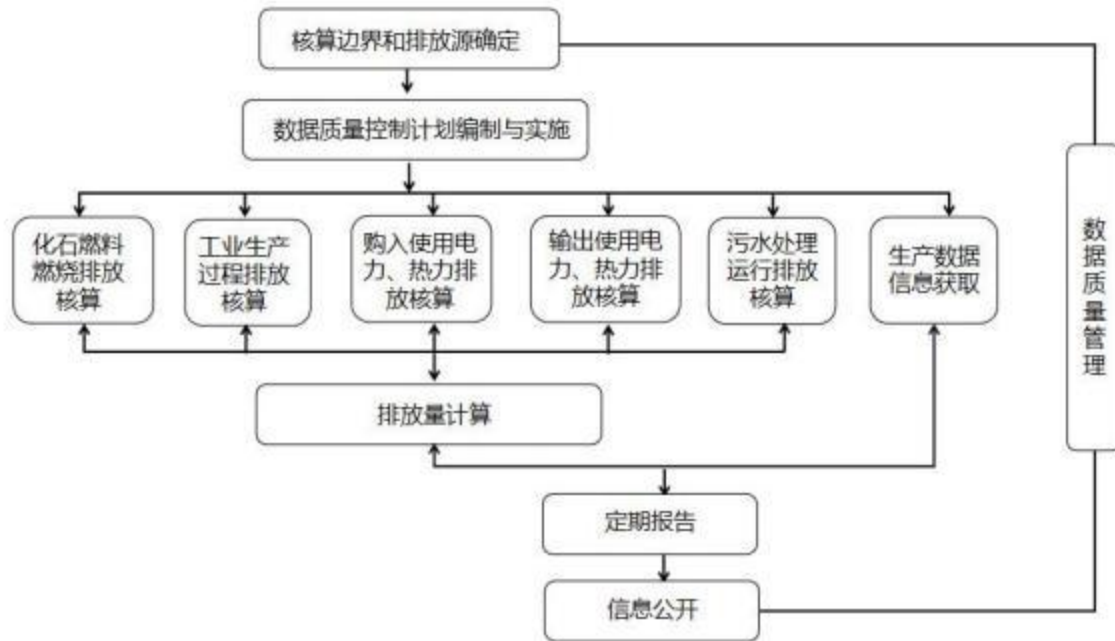 核算边界和排放源确定
数据质量控制计划编制与实施
化石燃料
燃烧排放
核算
工业生产
过程排放
核算
购入使用电
力、热力排
放核算
输出使用电
力、热力排
放核算
污水处理
运行排放
核算
生产数据
信息获取
数据质量管理
排放量计算
定期报告
信息公开